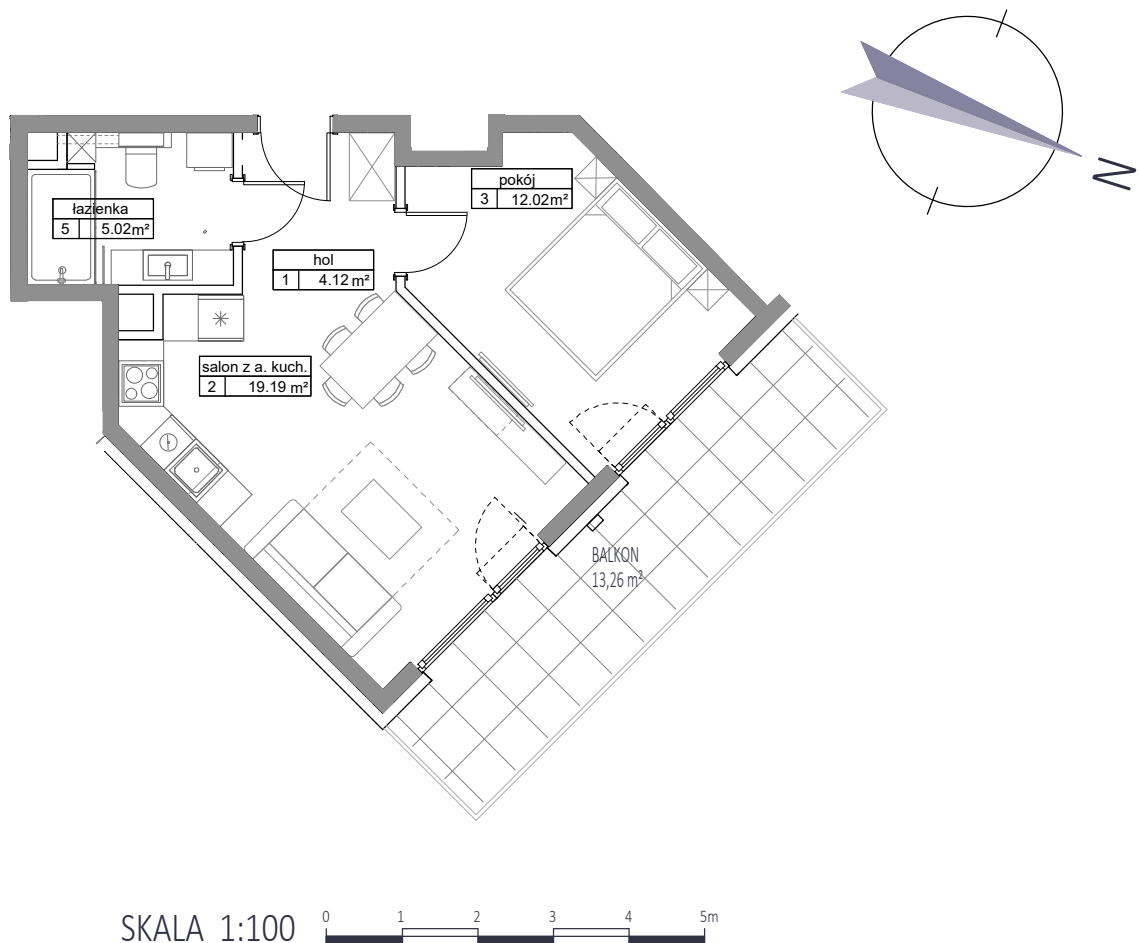 N
pokój
3 12.02m²
łazienka
5 5.02m²
hol
1 4.12 m²
salon z a. kuch.
2 19.19 m²
BALKON
13,26 m²
SKALA 1:100
0 1 2 3 4 5m